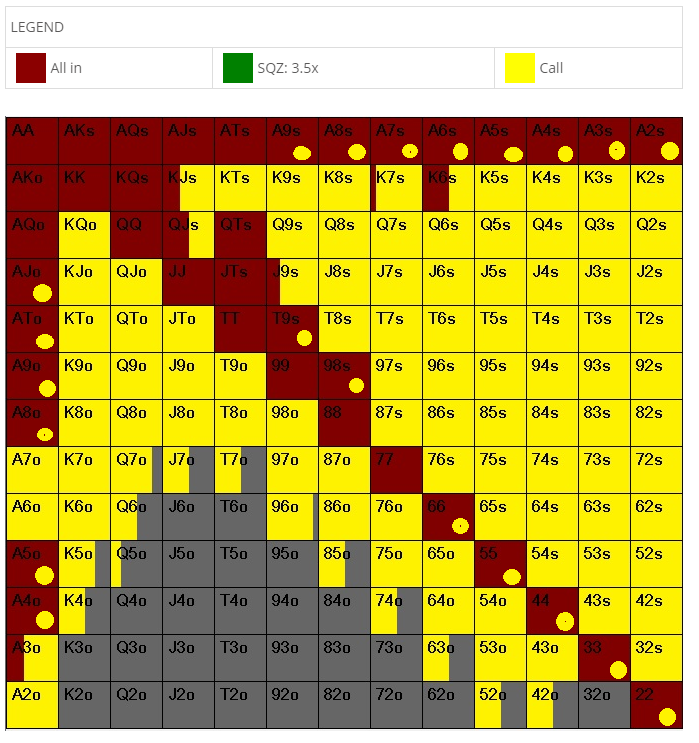 LEGEND
All in SQZ: 3.5x Call
AA AKs AQs AJs ATs A9s A8s A7s A6s A5s A4s A3s A2s
AKo KK KQs KJs KTs K9s K8s K7s K6s K5s K4s K3s K2s
AQo KQo QQ QJs QTs Q9s Q8s Q7s Q6s Q5s Q4s Q3s Q2s
AJo KJo QJo JJ JTs J9s J8s J7s J6s J5s J4s J3s J2s
ATo KTo QTo JTo TT T9s T8s T7s T6s T5s T4s T3s T2s
A9o K9o Q9o J9o T9o 99 98s 97s 96s 95s 94s 93s 92s
A8o K8o Q8o J8o T8o 98o 88 87s 86s 85s 84s 83s 82s
A7o K7o Q7o J7o T7o 97o 87o 77 76s 75s 74s 73s 72s
A6o K6o Q6o J6o T6o 96o 86o 76o 66 65s 64s 63s 62s
A5o K5o Q5o J5o T5o 95o 85o 75o 65o 55 54s 53s 52s
A4o K4o Q4o J4o T4o 94o 84o 74o 64o 54o 44 43s 42s
A3o K3o Q3o J3o T3o 93o 83o 73o 63o 53o 43o 33 32s
A2o K2o Q2o J2o T2o 92o 82o 72o 62o 52o 42o 32o 22